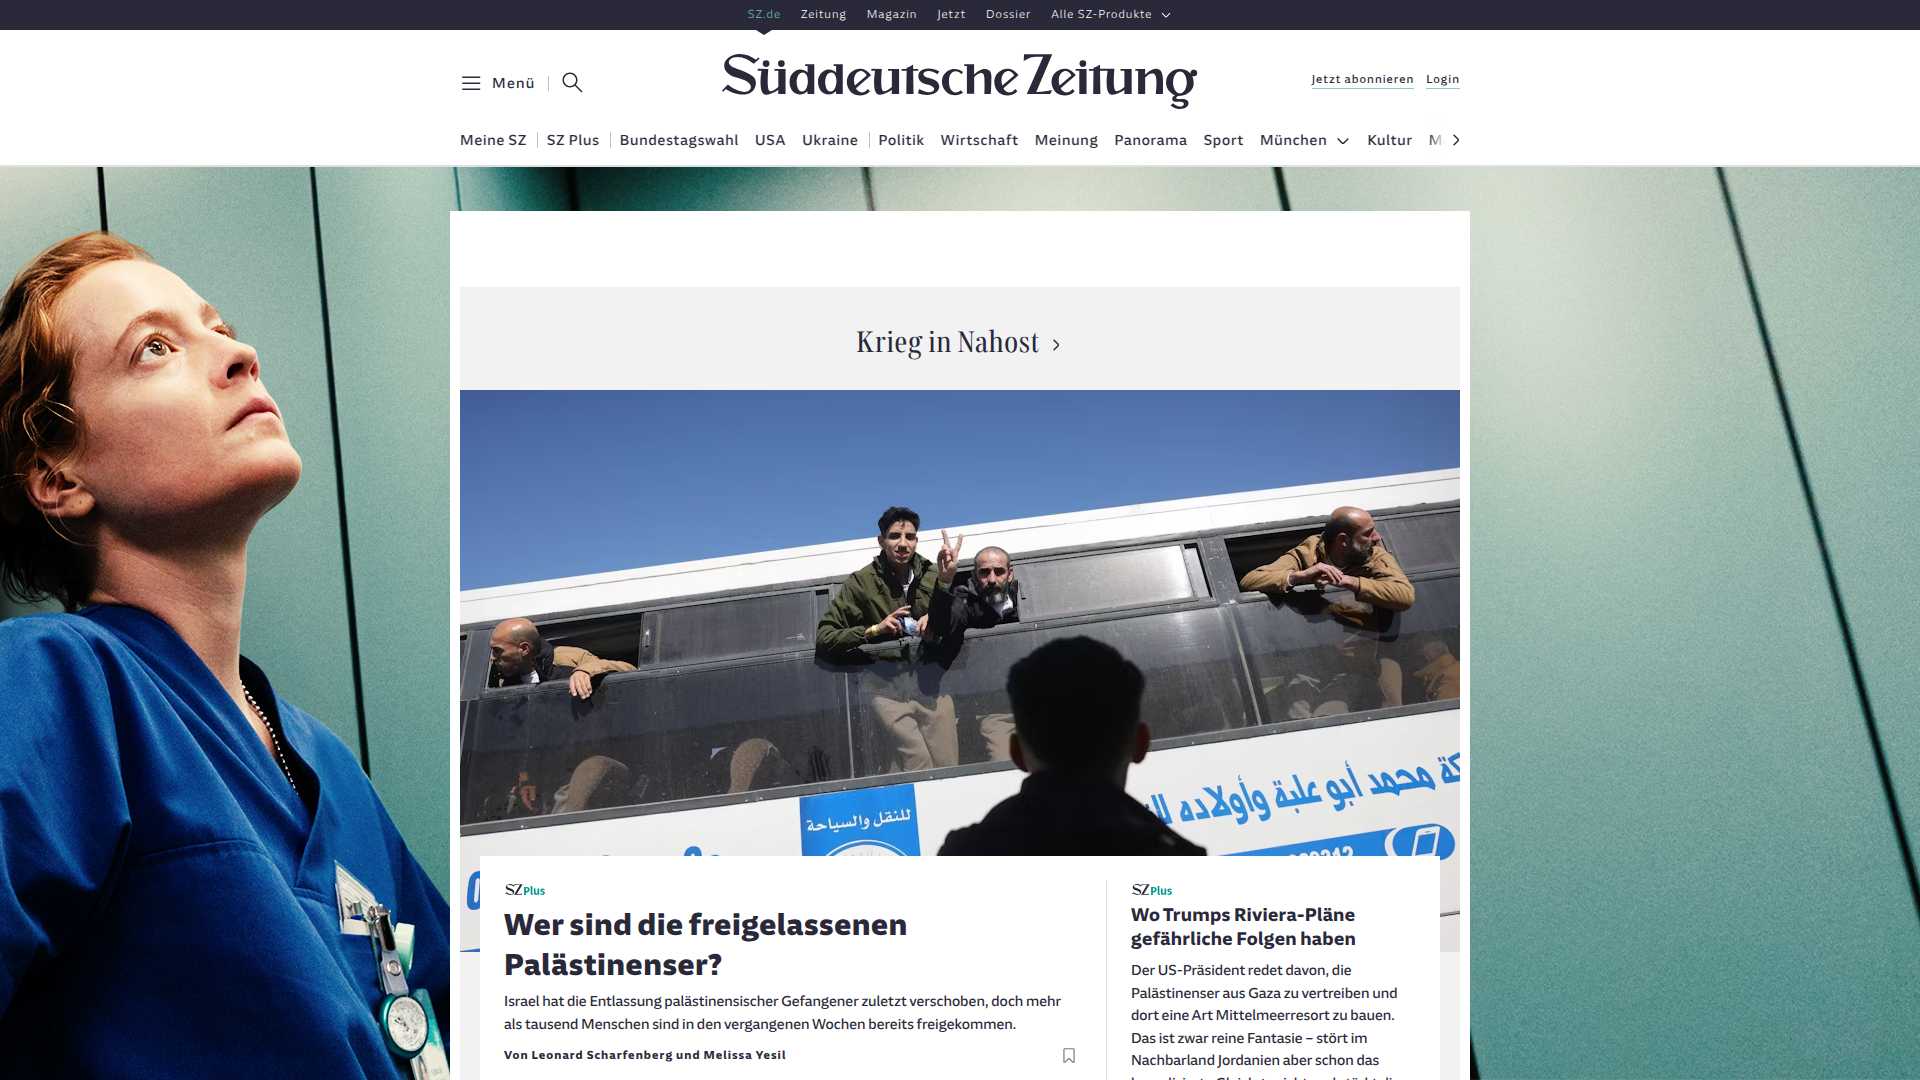 SZ.de Zeitung Magazin Jetzt Dossier Alle SZ-Produkte
Menü
Süddeutsche Zeitung
Jetzt abonnieren Login
Meine SZ SZ Plus Bundestagswahl USA Ukraine Politik Wirtschaft Meinung Panorama Sport München Kultur M
Krieg in Nahost
للنقل والسياحة
محمد أبو علبة وأولاده
SZ Plus
Wer sind die freigelassenen
Palästinenser?
Israel hat die Entlassung palästinensischer Gefangener zuletzt verschoben, doch mehr
als tausend Menschen sind in den vergangenen Wochen bereits freigekommen.
Von Leonard Scharfenberg und Melissa Yesil
SZ Plus
Wo Trumps Riviera-Pläne
gefährliche Folgen haben
Der US-Präsident redet davon, die
Palästinenser aus Gaza zu vertreiben und
dort eine Art Mittelmeerresort zu bauen.
Das ist zwar reine Fantasie – stört im
Nachbarland Jordanien aber schon das